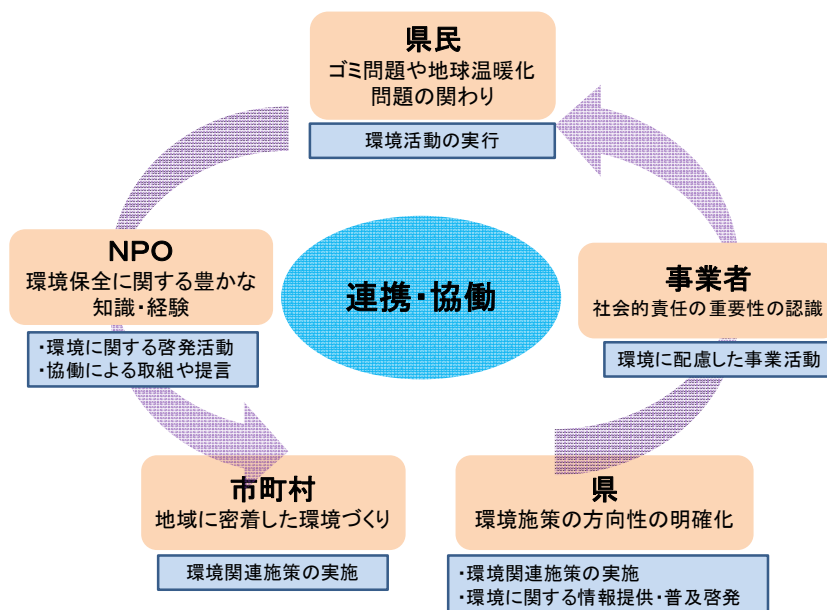 県民
ゴミ問題や地球温暖化
問題の関わり
環境活動の実行
NPO
環境保全に関する豊かな
知識・経験
・環境に関する啓発活動
・協働による取組や提言
連携・協働
事業者
社会的責任の重要性の認識
環境に配慮した事業活動
市町村
地域に密着した環境づくり
環境関連施策の実施
県
環境施策の方向性の明確化
・環境関連施策の実施
・環境に関する情報提供・普及啓発